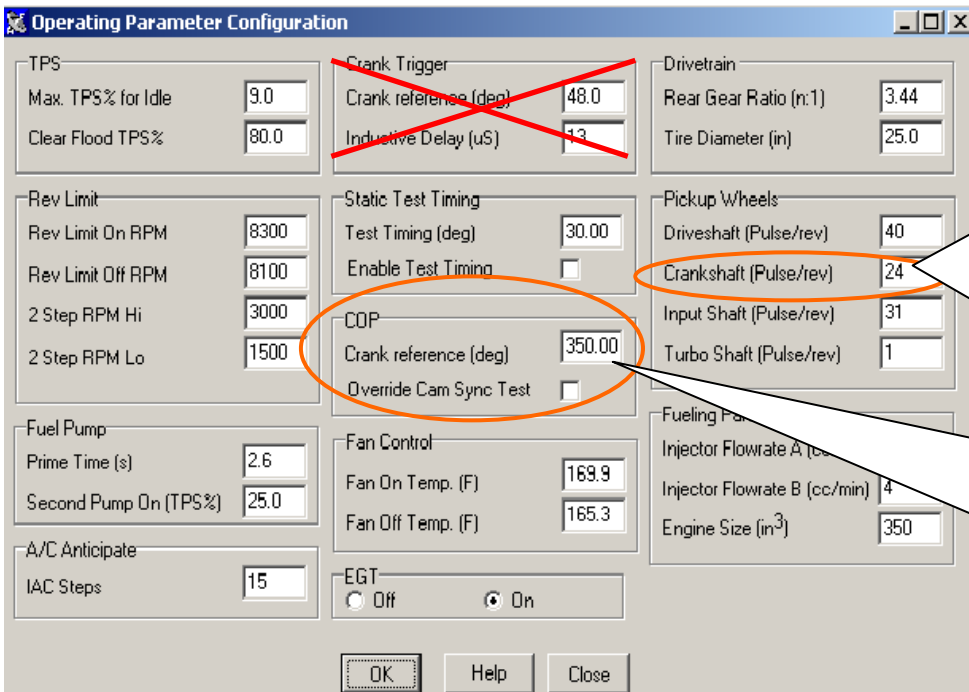 Operating Parameter Configuration
TPS
Max. TPS% for Idle 9.0
Clear Flood TPS% 80.0
Crank Trigger
Crank reference (deg) 48.0
Inductive Delay (uS) 13
Drivetrain
Rear Gear Ratio (n:1) 3.44
Tire Diameter (in) 25.0
Rev Limit
Rev Limit On RPM 8300
Rev Limit Off RPM 8100
2 Step RPM Hi 3000
2 Step RPM Lo 1500
Static Test Timing
Test Timing (deg) 30.00
Enable Test Timing
Pickup Wheels
Driveshaft (Pulse/rev) 40
Crankshaft (Pulse/rev) 24
Input Shaft (Pulse/rev) 31
Turbo Shaft (Pulse/rev) 1
COP
Crank reference (deg) 350.00
Override Cam Sync Test
Fuel Pump
Prime Time (s) 2.6
Second Pump On (TPS%) 25.0
Fan Control
Fan On Temp. (F) 169.9
Fan Off Temp. (F) 165.3
Fueling
Injector Flowrate A
Injector Flowrate B (cc/min) 4
Engine Size (in3) 350
A/C Anticipate
IAC Steps 15
EGT
Off On
OK Help Close